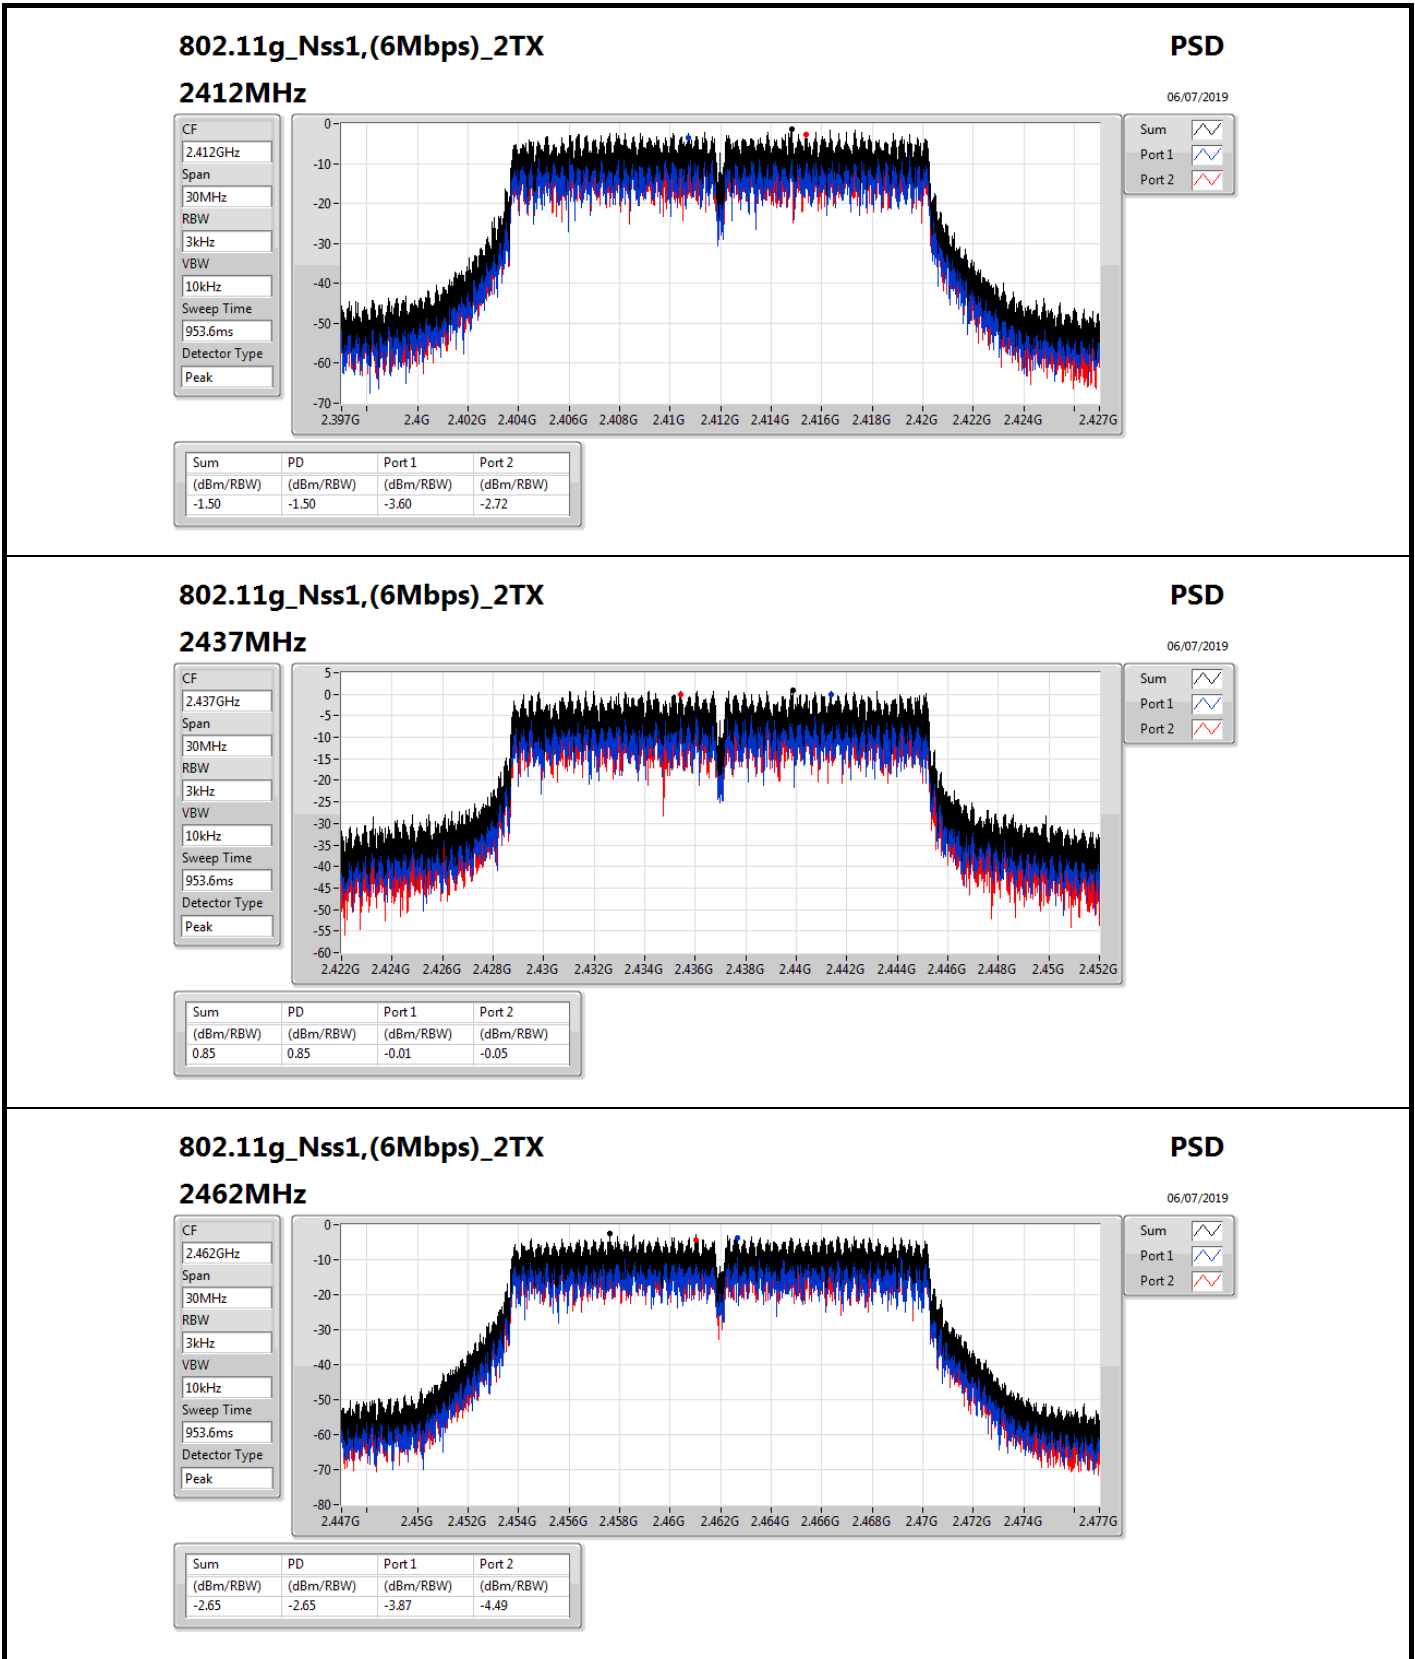 802.11g_Nss1,(6Mbps)_2TX PSD
2412MHz 06/07/2019
CF
2.412GHz
Span
30MHz
RBW
3kHz
VBW
10kHz
Sweep Time
953.6ms
Detector Type
Peak
0
-10
-20
-30
-40
-50
-60
-70
2.397G 2.4G 2.402G 2.404G 2.406G 2.408G 2.41G 2.412G 2.414G 2.416G 2.418G 2.42G 2.422G 2.424G 2.427G
Sum
Port 1
Port 2
Sum PD Port 1 Port 2
(dBm/RBW) (dBm/RBW) (dBm/RBW) (dBm/RBW)
-1.50 -1.50 -3.60 -2.72
802.11g_Nss1,(6Mbps)_2TX PSD
2437MHz 06/07/2019
CF
2.437GHz
Span
30MHz
RBW
3kHz
VBW
10kHz
Sweep Time
953.6ms
Detector Type
Peak
5
0
-5
-10
-15
-20
-25
-30
-35
-40
-45
-50
-55
-60
2.422G 2.424G 2.426G 2.428G 2.43G 2.432G 2.434G 2.436G 2.438G 2.44G 2.442G 2.444G 2.446G 2.448G 2.45G 2.452G
Sum
Port 1
Port 2
Sum PD Port 1 Port 2
(dBm/RBW) (dBm/RBW) (dBm/RBW) (dBm/RBW)
0.85 0.85 -0.01 -0.05
802.11g_Nss1,(6Mbps)_2TX PSD
2462MHz 06/07/2019
CF
2.462GHz
Span
30MHz
RBW
3kHz
VBW
10kHz
Sweep Time
953.6ms
Detector Type
Peak
0
-10
-20
-30
-40
-50
-60
-70
-80
2.447G 2.45G 2.452G 2.454G 2.456G 2.458G 2.46G 2.462G 2.464G 2.466G 2.468G 2.47G 2.472G 2.474G 2.477G
Sum
Port 1
Port 2
Sum PD Port 1 Port 2
(dBm/RBW) (dBm/RBW) (dBm/RBW) (dBm/RBW)
-2.65 -2.65 -3.87 -4.49